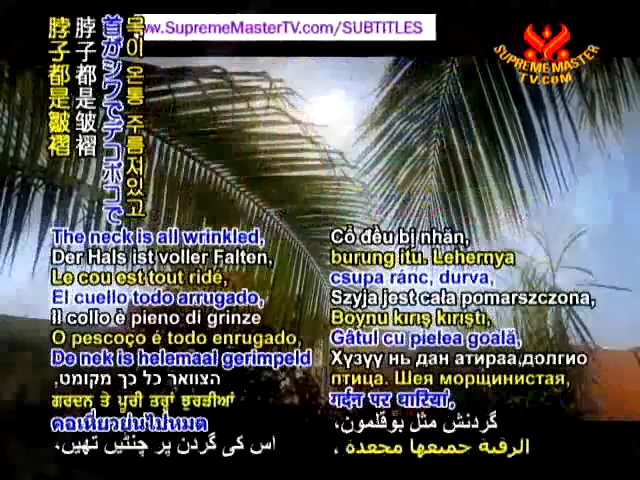 www.SupremeMasterTV.com/SUBTITLES
SUPREME MASTER
TV.COM
목이 온통 주름져있고
首がシワでデコボコで
脖子都是皱褶
脖子都是皺褶
The neck is all wrinkled,
Der Hals ist voller Falten,
Le cou est tout ridé,
El cuello todo arrugado,
Il collo è pieno di grinze
O pescoço é todo enrugado,
De nek is helemaal gerimpeld
הצוואר כל כך מקומט,
ਗਰਦਨ ਤੇ ਪੂਰੀ ਤਰ੍ਹਾਂ ਝੁਰੜੀਆਂ
คอเหี่ยวย่นไปหมด
اس کی گردن پر چنٹیں تھیں،
Cổ đều bị nhăn,
burung itu. Lehernya
csupa ránc, durva,
Szyja jest cała pomarszczona,
Boynu kırış kırıştı,
Gâtul cu pielea goală,
Хүзүү нь дан атираа,долгио
птица. Шея морщинистая,
गर्दन पर धारियां,
گردنش مثل بوقلمون،
الرقبة جميعها مجعدة ،